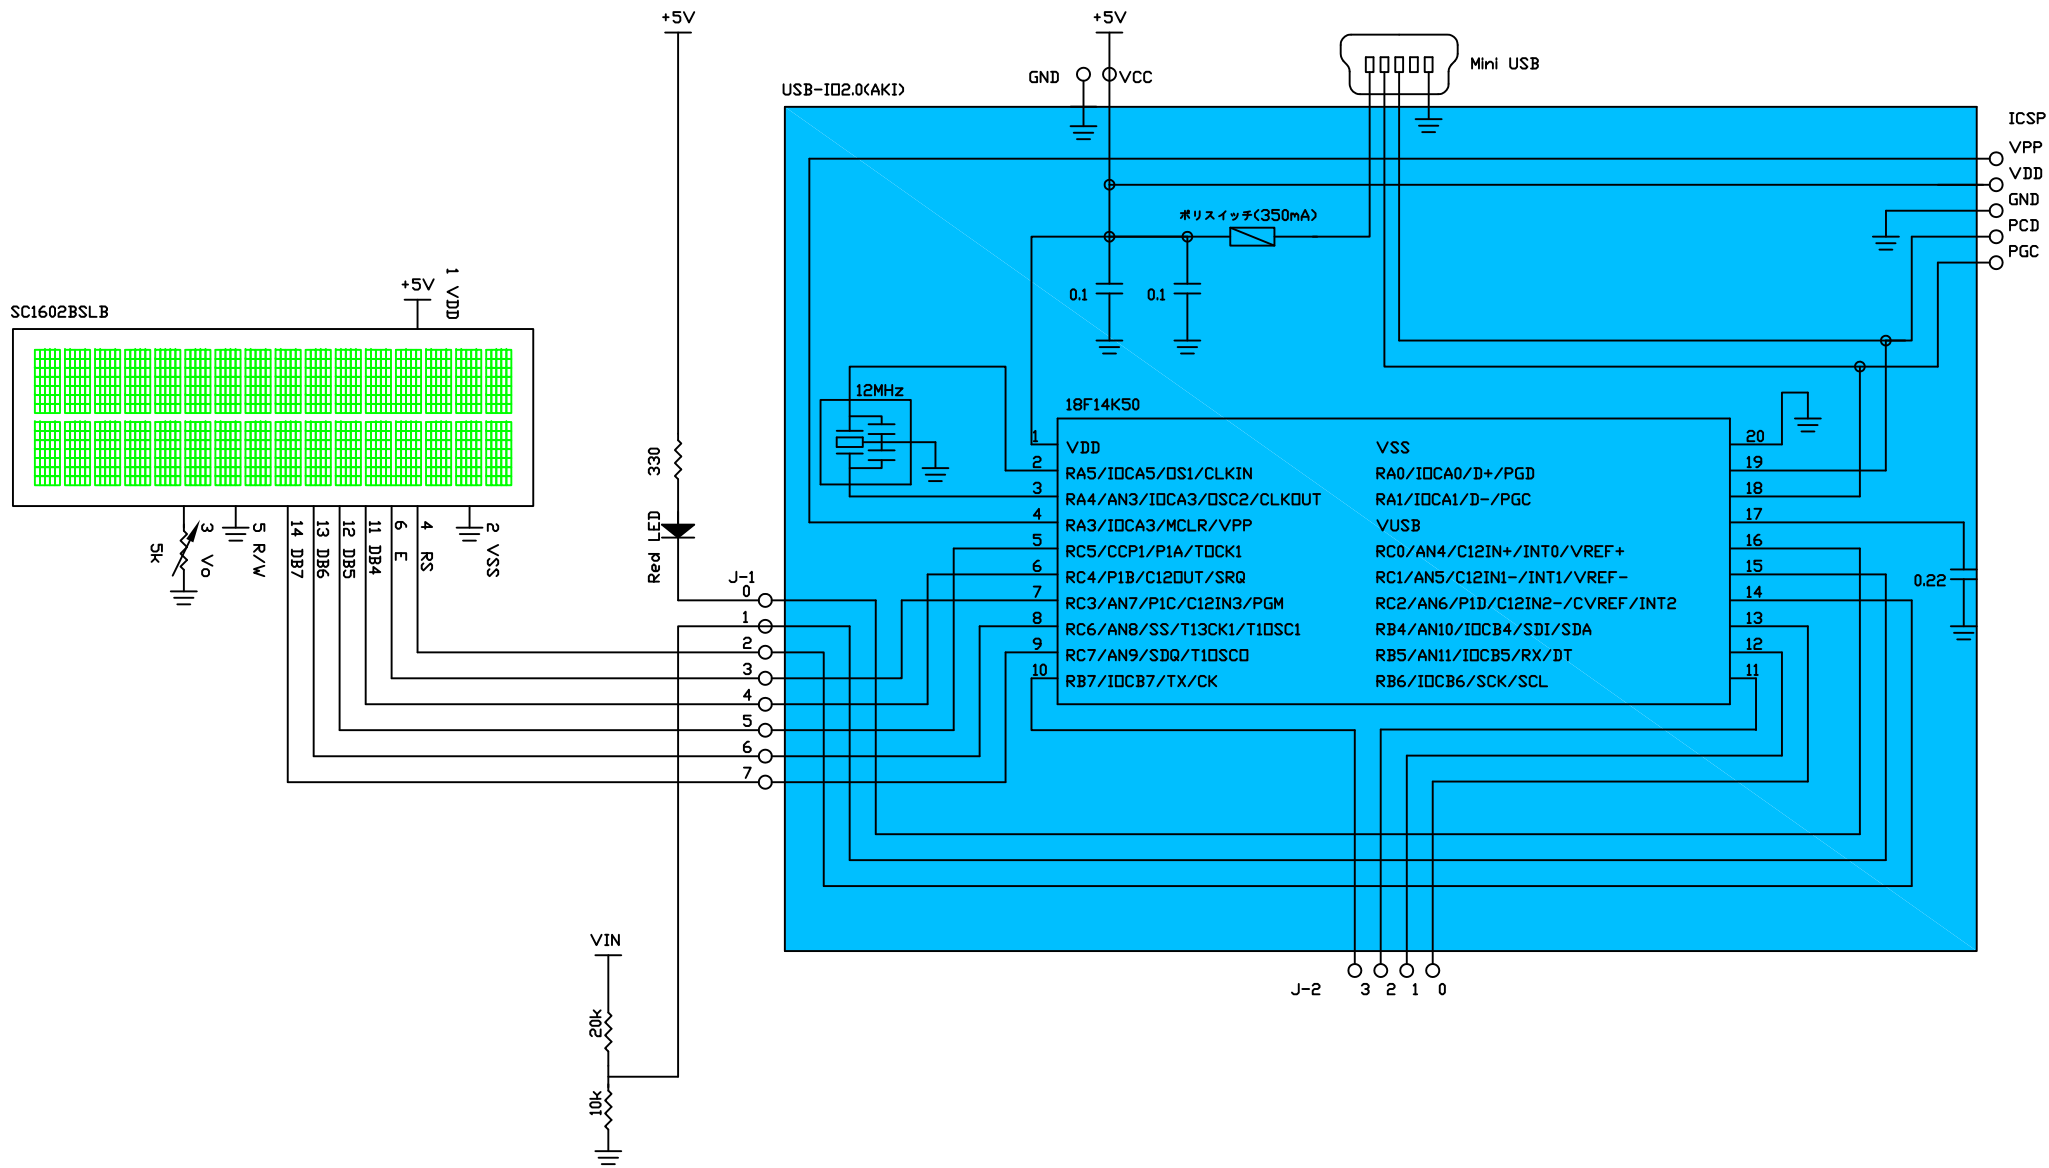 +5V
+5V
GND
VCC
Mini USB
USB-IO2.0(AKI)
ICSP
VPP
VDD
GND
PCD
PGC
ポリスイッチ(350mA)
0.1
0.1
+5V
1 VDD
SC1602BSLB
5k
3 Vo
5 R/W
14 DB7
13 DB6
12 DB5
11 DB4
6 E
4 RS
2 VSS
330
Red LED
12MHz
18F14K50
1 VDD
2 RA5/IOCA5/OS1/CLKIN
3 RA4/AN3/IOCA3/OSC2/CLKOUT
4 RA3/IOCA3/MCLR/VPP
5 RC5/CCP1/P1A/TOCK1
6 RC4/P1B/C12OUT/SRQ
7 RC3/AN7/P1C/C12IN3/PGM
8 RC6/AN8/SS/T13CK1/T1OSC1
9 RC7/AN9/SDQ/T1OSCO
10 RB7/IOCB7/TX/CK
VSS 20
RA0/IOCA0/D+/PGD 19
RA1/IOCA1/D-/PGC 18
VUSB 17
RC0/AN4/C12IN+/INT0/VREF+ 16
RC1/AN5/C12IN1-/INT1/VREF- 15
RC2/AN6/P1D/C12IN2-/CVREF/INT2 14
RB4/AN10/IOCB4/SDI/SDA 13
RB5/AN11/IOCB5/RX/DT 12
RB6/IOCB6/SCK/SCL 11
0.22
J-1
0
1
2
3
4
5
6
7
VIN
20k
10k
J-2 3 2 1 0